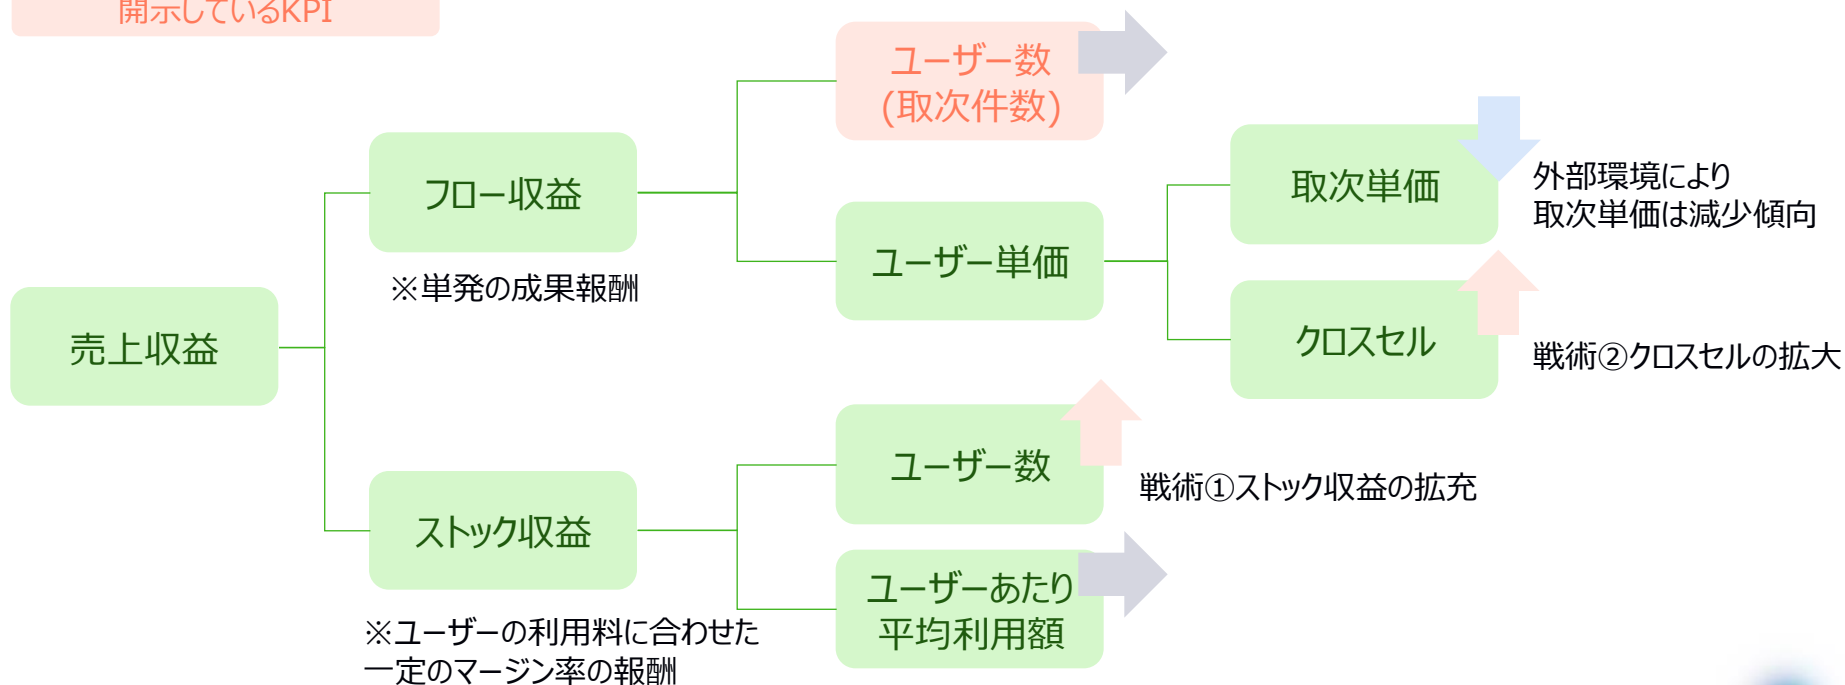 開示しているKPI
ユーザー数
(取次件数)
取次単価
外部環境により
取次単価は減少傾向
フロー収益
ユーザー単価
※単発の成果報酬
クロスセル
戦術②クロスセルの拡大
売上収益
ユーザー数
戦術①ストック収益の拡充
ストック収益
ユーザーあたり
平均利用額
※ユーザーの利用料に合わせた
一定のマージン率の報酬